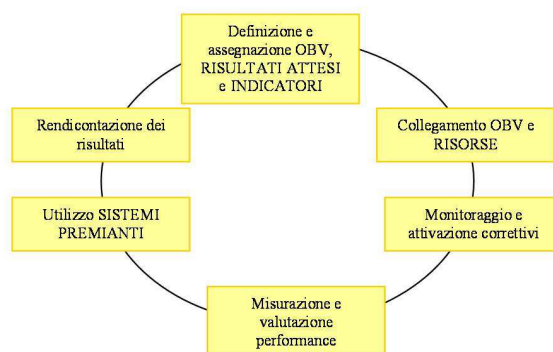 Definizione e
assegnazione OBV,
RISULTATI ATTESI
e INDICATORI
Collegamento OBV e
RISORSE
Monitoraggio e
attivazione correttivi
Misurazione e
valutazione
performance
Utilizzo SISTEMI
PREMIANTI
Rendicontazione dei
risultati